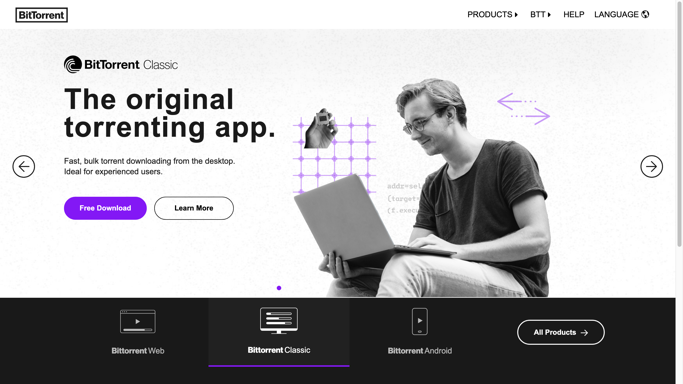 BitTorrent
PRODUCTS
BTT
HELP
LANGUAGE
BitTorrent Classic
The original
torrenting app.
Fast, bulk torrent downloading from the desktop.
Ideal for experienced users.
Free Download
Learn More
addr=sel
{target=
(f.execu
Bittorrent Web
Bittorrent Classic
Bittorrent Android
All Products